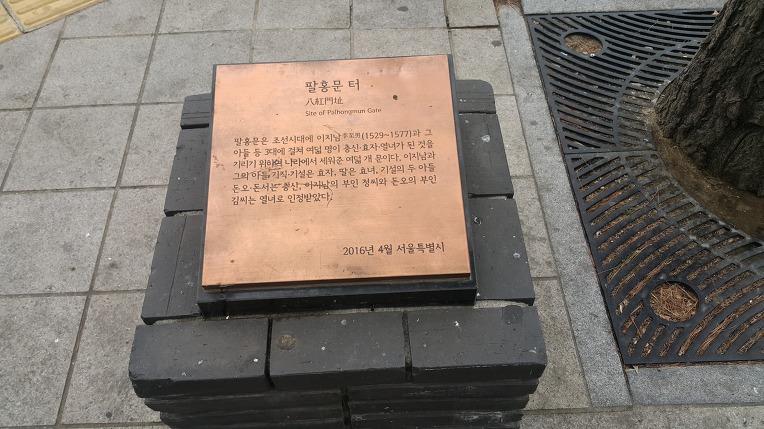 팔홍문 터
八紅門址
Site of Palhongmun Gate
팔홍문은 조선시대에 이지남李至男(1529~1577)과 그
아들 등 3대에 걸쳐 여덟 명이 충신·효자·열녀가 된 것을
기리기 위하여 나라에서 세워준 여덟 개 문이다. 이지남과
그의 아들 기직·기설은 효자, 딸은 효녀, 기설의 두 아들
돈오·돈서는 충신, 이지남의 부인 정씨와 돈오의 부인
김씨는 열녀로 인정받았다.
2016년 4월 서울특별시